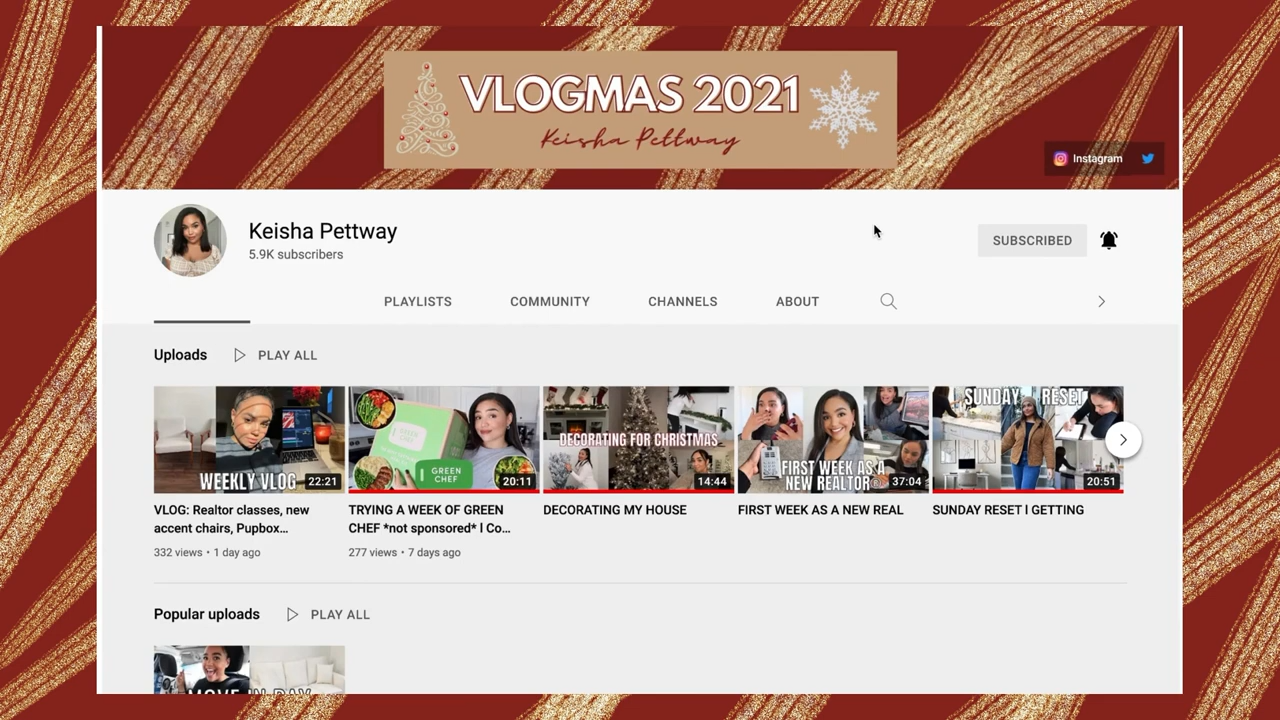 VLOGMAS 2021
Keisha Pettway
Instagram
Keisha Pettway
5.9K subscribers
SUBSCRIBED
PLAYLISTS
COMMUNITY
CHANNELS
ABOUT
Uploads
PLAY ALL
WEEKLY VLOG
22:21
GREEN CHEF
20:11
DECORATING FOR CHRISTMAS
14:44
FIRST WEEK AS A
NEW REALTOR
37:04
SUNDAY RESET
20:51
VLOG: Realtor classes, new
accent chairs, Pupbox...
332 views • 1 day ago
TRYING A WEEK OF GREEN
CHEF *not sponsored* l Co...
277 views • 7 days ago
DECORATING MY HOUSE
FIRST WEEK AS A NEW REAL
SUNDAY RESET l GETTING
Popular uploads
PLAY ALL
MOVE IN DAY